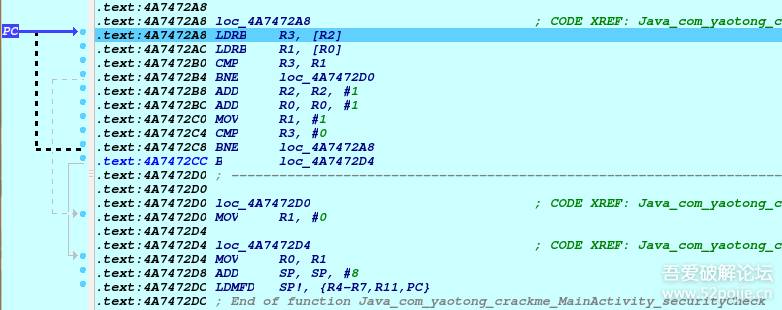 .text:4A7472A8
.text:4A7472A8 loc_4A7472A8 ; CODE XREF: Java_com_yaotong_c
PC .text:4A7472A8 LDRB R3, [R2]
.text:4A7472AC LDRB R1, [R0]
.text:4A7472B0 CMP R3, R1
.text:4A7472B4 BNE loc_4A7472D0
.text:4A7472B8 ADD R2, R2, #1
.text:4A7472BC ADD R0, R0, #1
.text:4A7472C0 MOV R1, #1
.text:4A7472C4 CMP R3, #0
.text:4A7472C8 BNE loc_4A7472A8
.text:4A7472CC B loc_4A7472D4
.text:4A7472D0 ; ---------------------------------------------------------------------------
.text:4A7472D0
.text:4A7472D0 loc_4A7472D0 ; CODE XREF: Java_com_yaotong_c
.text:4A7472D0 MOV R1, #0
.text:4A7472D4
.text:4A7472D4 loc_4A7472D4 ; CODE XREF: Java_com_yaotong_c
.text:4A7472D4 MOV R0, R1
.text:4A7472D8 ADD SP, SP, #8
.text:4A7472DC LDMFD SP!, {R4-R7,R11,PC}
.text:4A7472DC ; End of function Java_com_yaotong_crackme_MainActivity_securityCheck
吾爱破解论坛
www.52pojie.cn